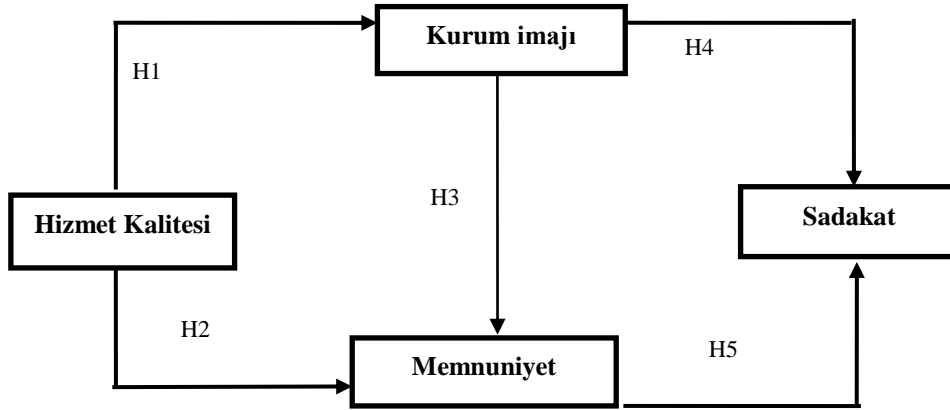 Kurum imajı
H4
H1
H3
Hizmet Kalitesi
Sadakat
H2
H5
Memnuniyet